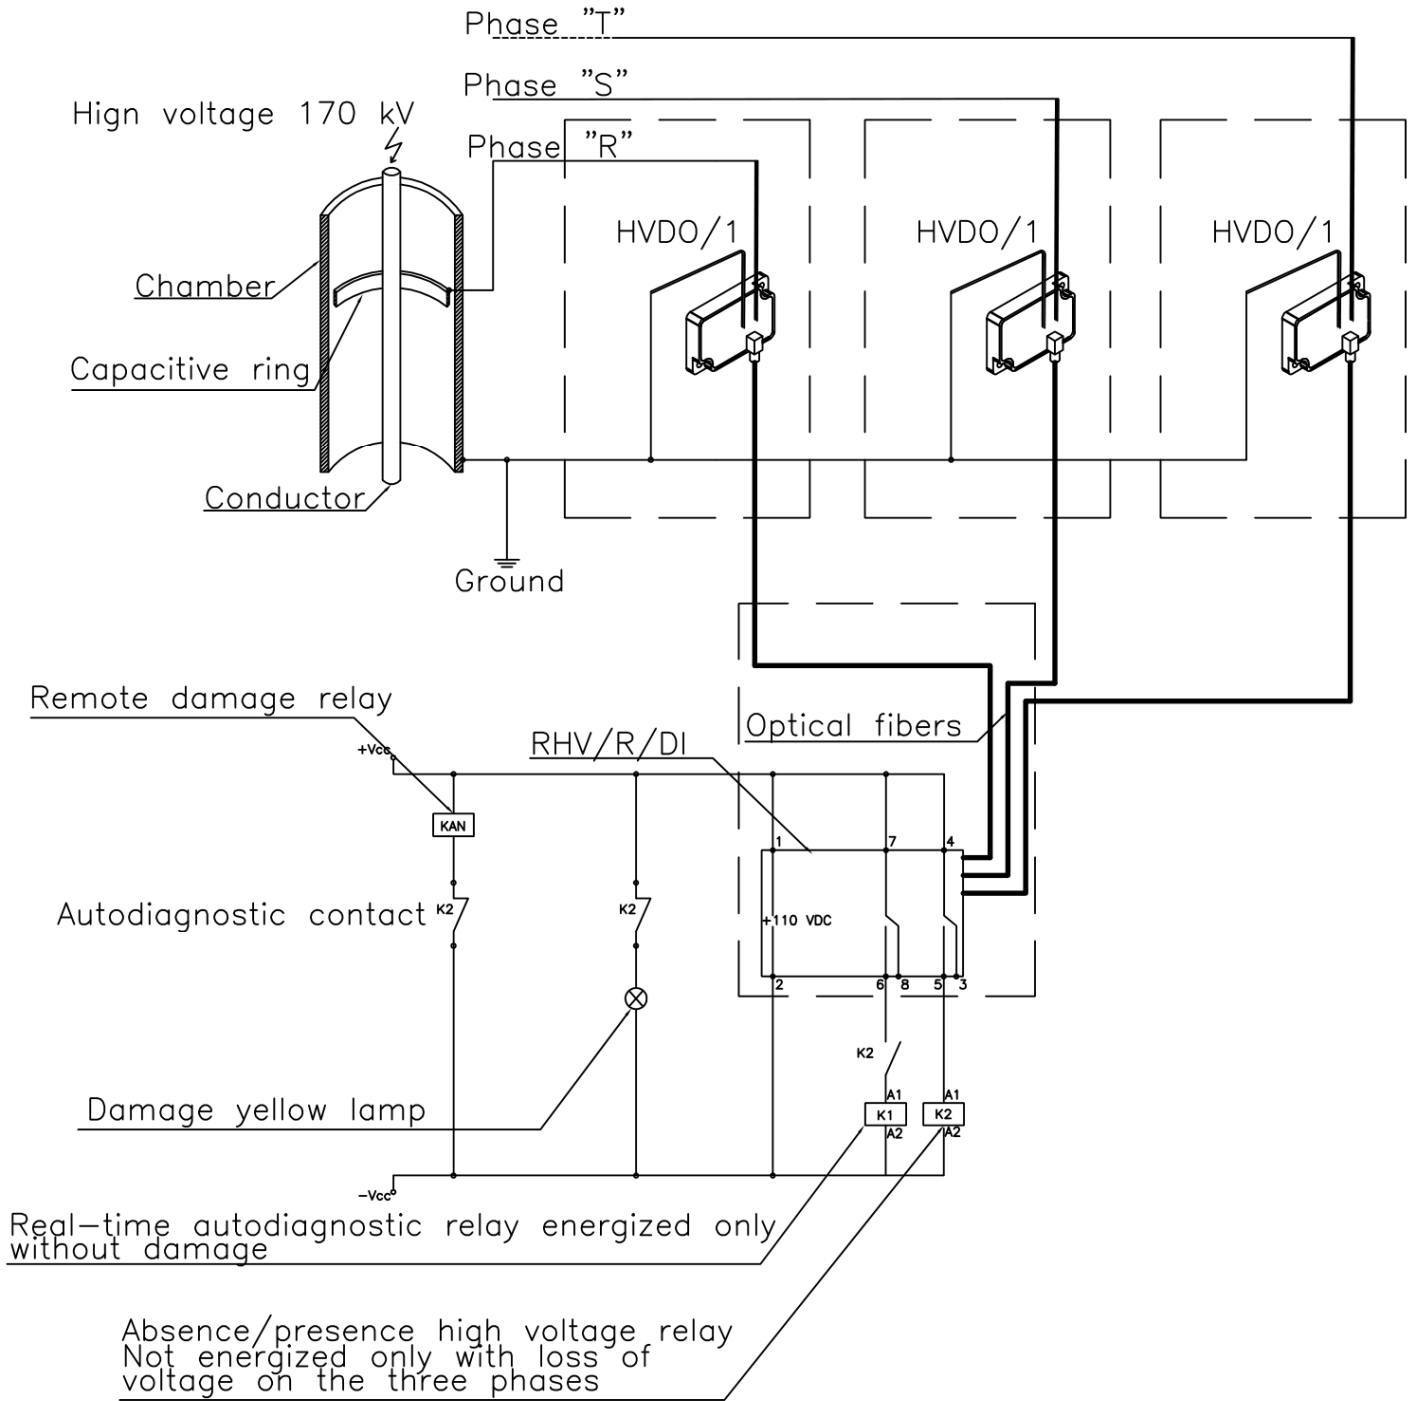 Phase "T"
Phase "S"
Hign voltage 170 kV
Phase "R"
HVDO/1
HVDO/1
HVDO/1
Chamber
Capacitive ring
Conductor
Ground
Remote damage relay
Optical fibers
+Vcc
RHV/R/DI
KAN
1
7
4
Autodiagnostic contact
K2
K2
+110 VDC
2
6
8
5
3
K2
Damage yellow lamp
A1
A1
K1
K2
A2
A2
-Vcc
Real-time autodiagnostic relay energized only
without damage
Absence/presence high voltage relay
Not energized only with loss of
voltage on the three phases